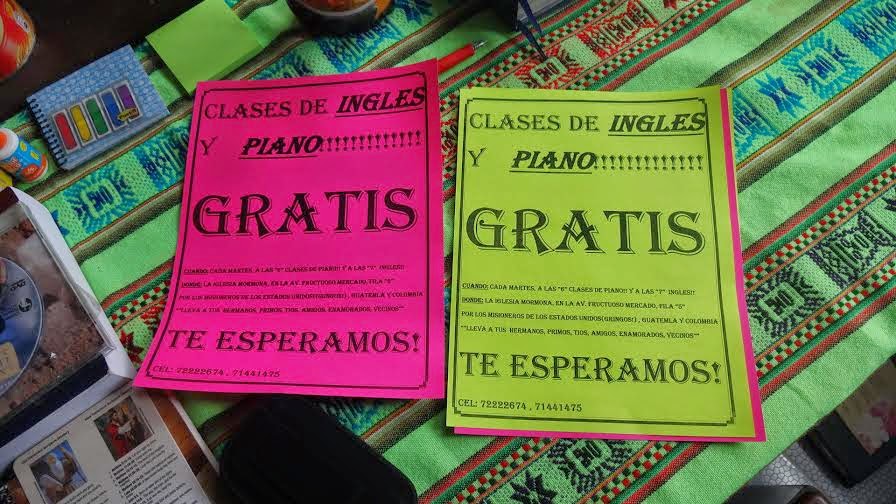 CLASES DE INGLES
Y PIANO!!!!!!!!!!!!
GRATIS
CUANDO: CADA MARTES, A LAS "6" CLASES DE PIANO!! Y A LAS "7" INGLES!!
DONDE: LA IGLESIA MORMONA, EN LA AV. FRUCTUOSO MERCADO, FILA "5"
POR LOS MISIONEROS DE LOS ESTADOS UNIDOS(GRINGOS!) , GUATEMLA Y COLOMBIA
""LLEVA A TUS HERMANOS, PRIMOS, TIOS, AMIGOS, ENAMORADOS, VECINOS""
TE ESPERAMOS!
CEL: 72222674 , 71441475
CLASES DE INGLES
Y PIANO!!!!!!!!!!!!
GRATIS
CUANDO: CADA MARTES, A LAS "6" CLASES DE PIANO!! Y A LAS "7" INGLES!!
DONDE: LA IGLESIA MORMONA, EN LA AV. FRUCTUOSO MERCADO, FILA "5"
POR LOS MISIONEROS DE LOS ESTADOS UNIDOS(GRINGOS!) , GUATEMLA Y COLOMBIA
""LLEVA A TUS HERMANOS, PRIMOS, TIOS, AMIGOS, ENAMORADOS, VECINOS""
TE ESPERAMOS!
CEL: 72222674 , 71441475